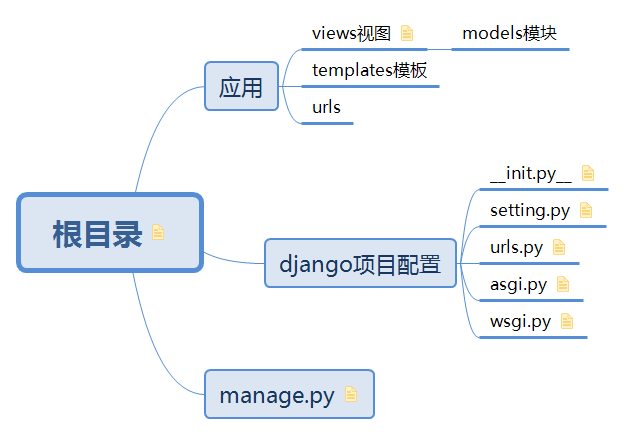 views视图
models模块
templates模板
应用
urls
__init.py__
setting.py
根目录
urls.py
django项目配置
asgi.py
wsgi.py
manage.py